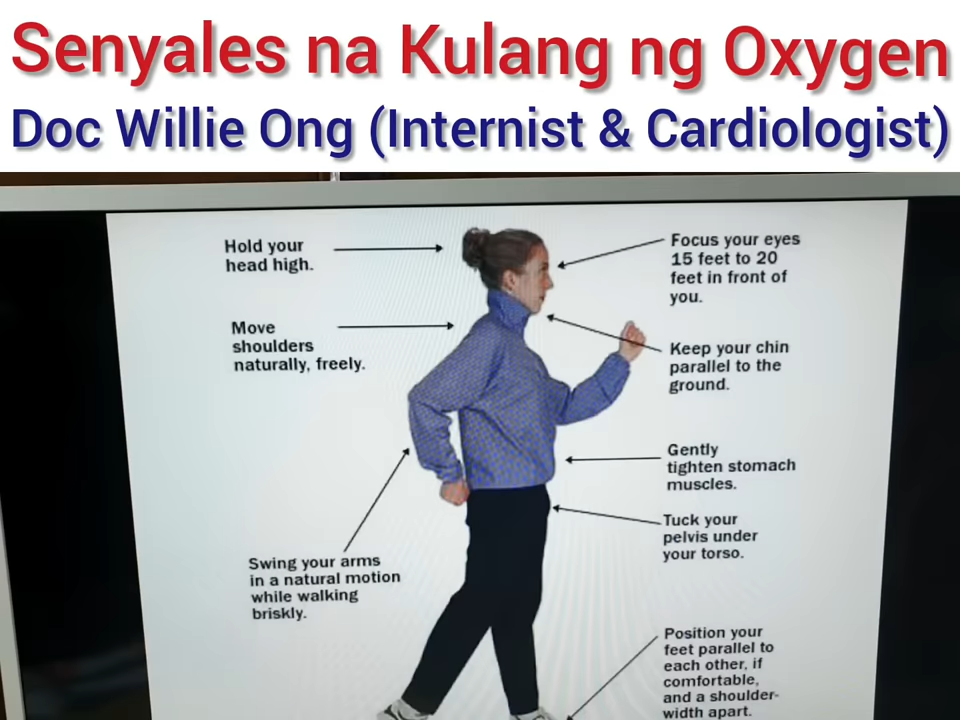 Senyales na Kulang ng Oxygen
Doc Willie Ong (Internist & Cardiologist)
Hold your
head high.
Move
shoulders
naturally, freely.
Swing your arms
in a natural motion
while walking
briskly.
Focus your eyes
15 feet to 20
feet in front of
you.
Keep your chin
parallel to the
ground.
Gently
tighten stomach
muscles.
Tuck your
pelvis under
your torso.
Position your
feet parallel to
each other, if
comfortable,
and a shoulder-
width apart.